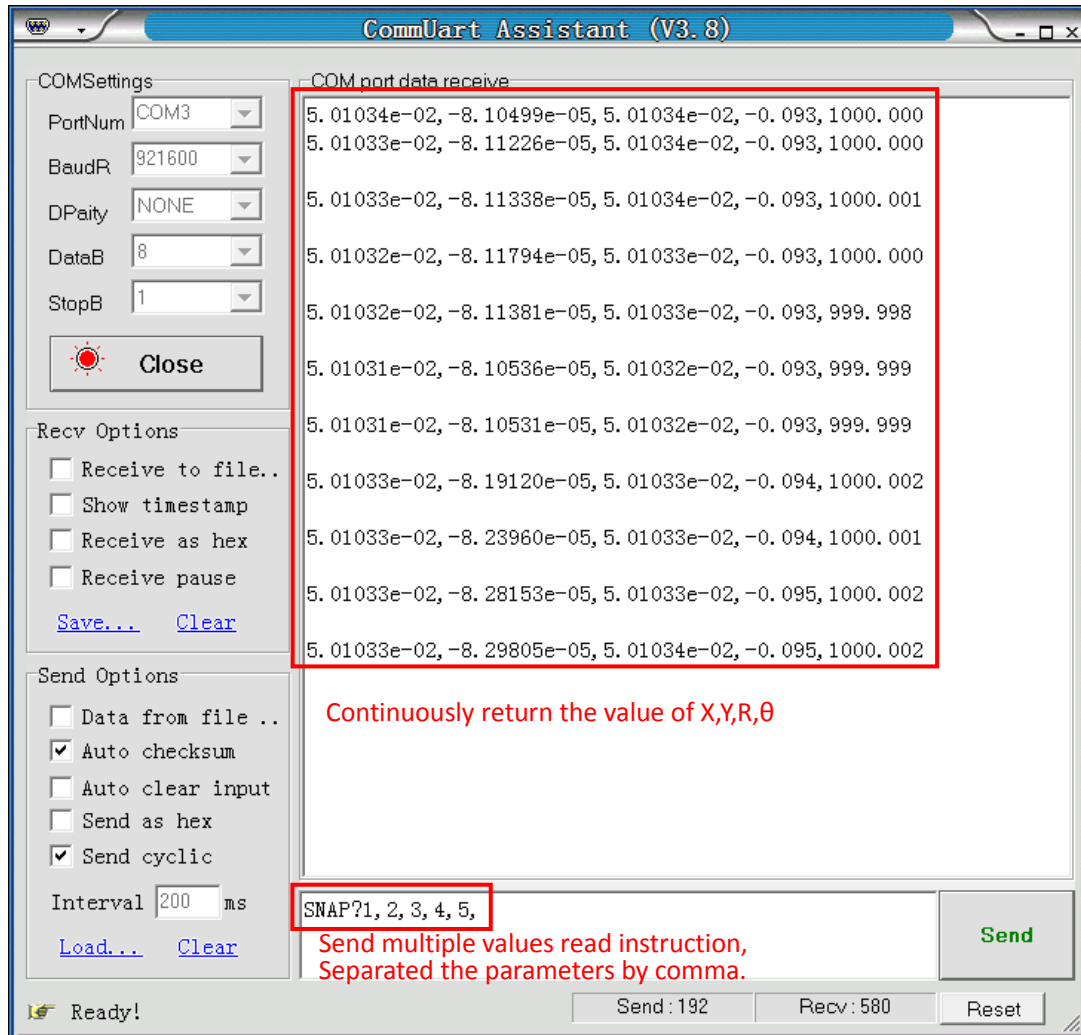 CommUart Assistant (V3.8)
COMSettings
PortNum COM3
BaudR 921600
DPaity NONE
DataB 8
StopB 1
Close
Recv Options
Receive to file..
Show timestamp
Receive as hex
Receive pause
Save... Clear
Send Options
Data from file ..
Auto checksum
Auto clear input
Send as hex
Send cyclic
Interval 200 ms
Load... Clear
COM port data receive
5.01034e-02,-8.10499e-05,5.01034e-02,-0.093,1000.000
5.01033e-02,-8.11226e-05,5.01034e-02,-0.093,1000.000
5.01033e-02,-8.11338e-05,5.01034e-02,-0.093,1000.001
5.01032e-02,-8.11794e-05,5.01033e-02,-0.093,1000.000
5.01032e-02,-8.11381e-05,5.01033e-02,-0.093,999.998
5.01031e-02,-8.10536e-05,5.01032e-02,-0.093,999.999
5.01031e-02,-8.10531e-05,5.01032e-02,-0.093,999.999
5.01033e-02,-8.19120e-05,5.01033e-02,-0.094,1000.002
5.01033e-02,-8.23960e-05,5.01033e-02,-0.094,1000.001
5.01033e-02,-8.28153e-05,5.01033e-02,-0.095,1000.002
5.01033e-02,-8.29805e-05,5.01034e-02,-0.095,1000.002
Continuously return the value of X,Y,R,θ
SNAP?1,2,3,4,5,
Send multiple values read instruction,
Separated the parameters by comma.
Send
Ready!
Send:192
Recv:580
Reset